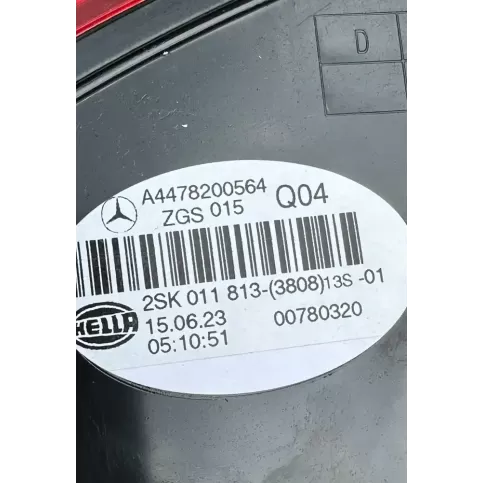 D
A4478200564
ZGS 015 Q04
2SK 011 813-(3808)13S -01
HELLA 15.06.23 00780320
05:10:51